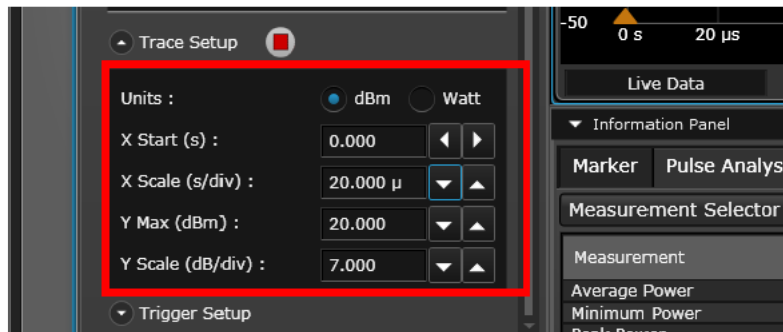 Trace Setup
Units :
dBm
Watt
X Start (s) :
0.000
X Scale (s/div) :
20.000 µ
Y Max (dBm) :
20.000
Y Scale (dB/div) :
7.000
Trigger Setup
-50
0 s
20 µs
Live Data
Information Panel
Marker
Pulse Analys
Measurement Selector
Measurement
Average Power
Minimum Power